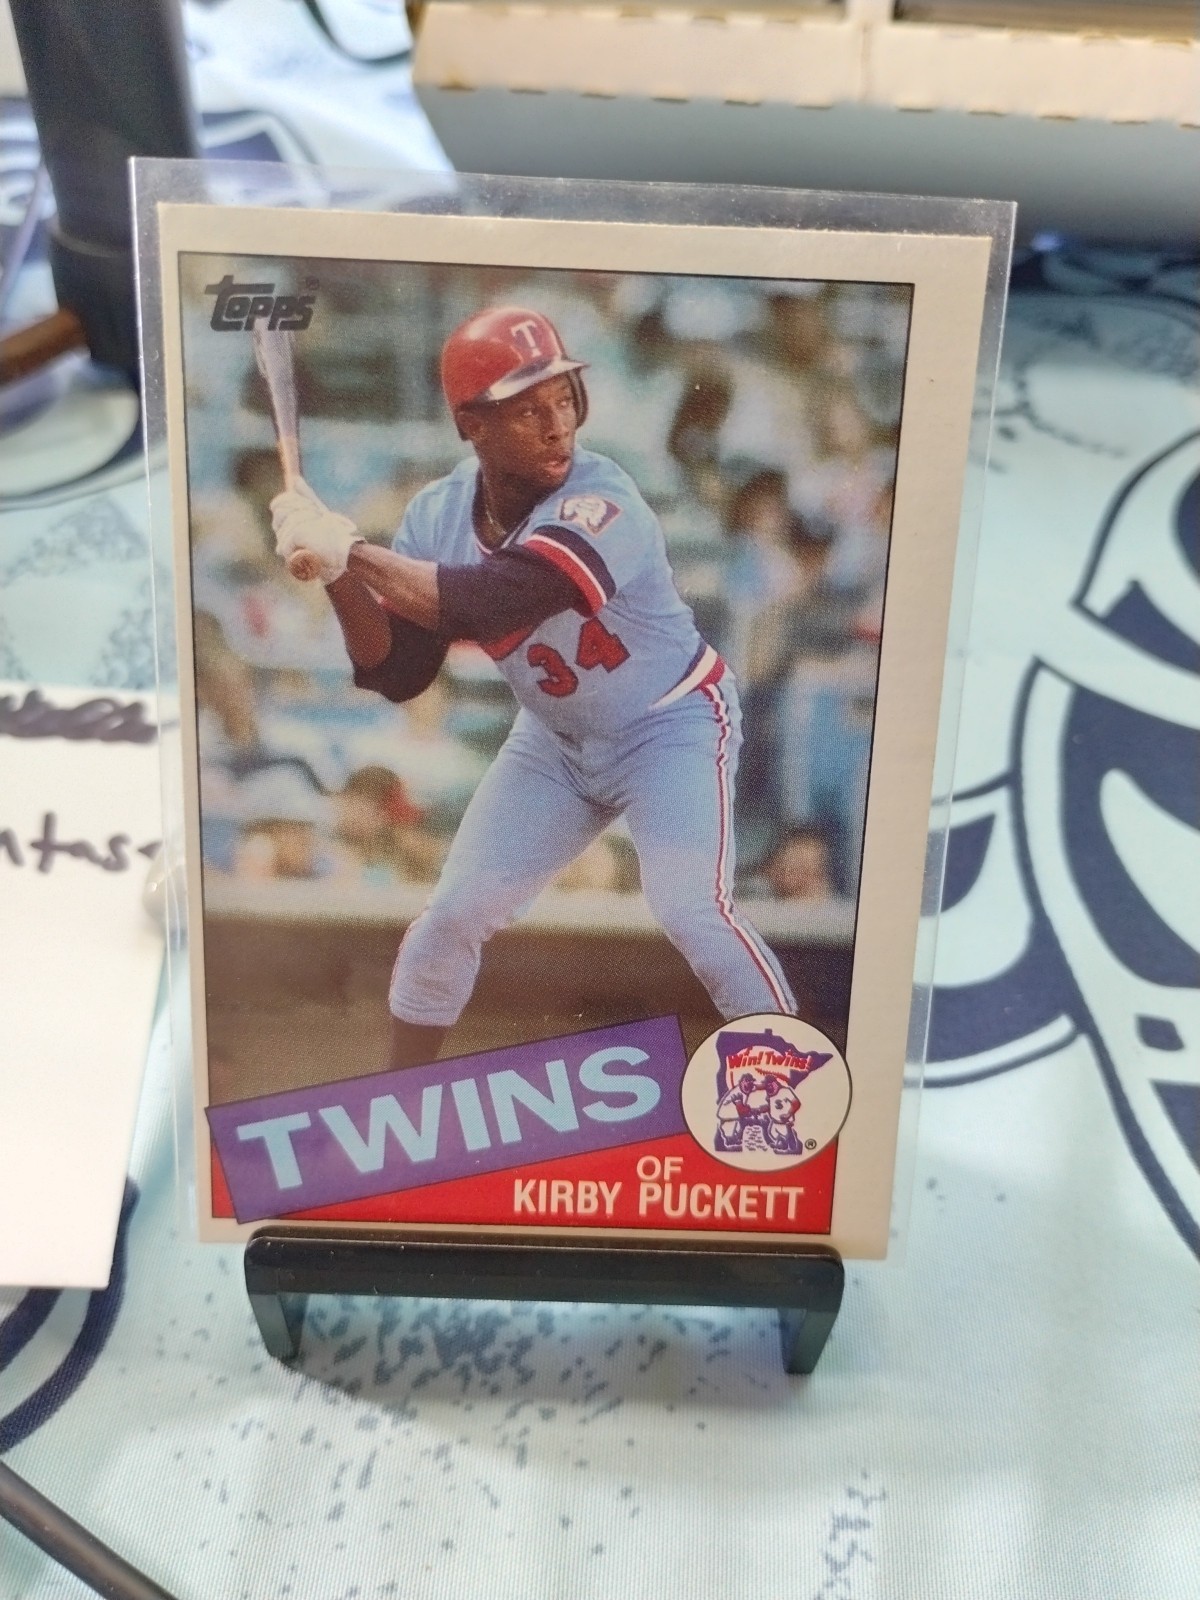 topps®
T
34
Win! Twins!
®
TWINS
OF
KIRBY PUCKETT